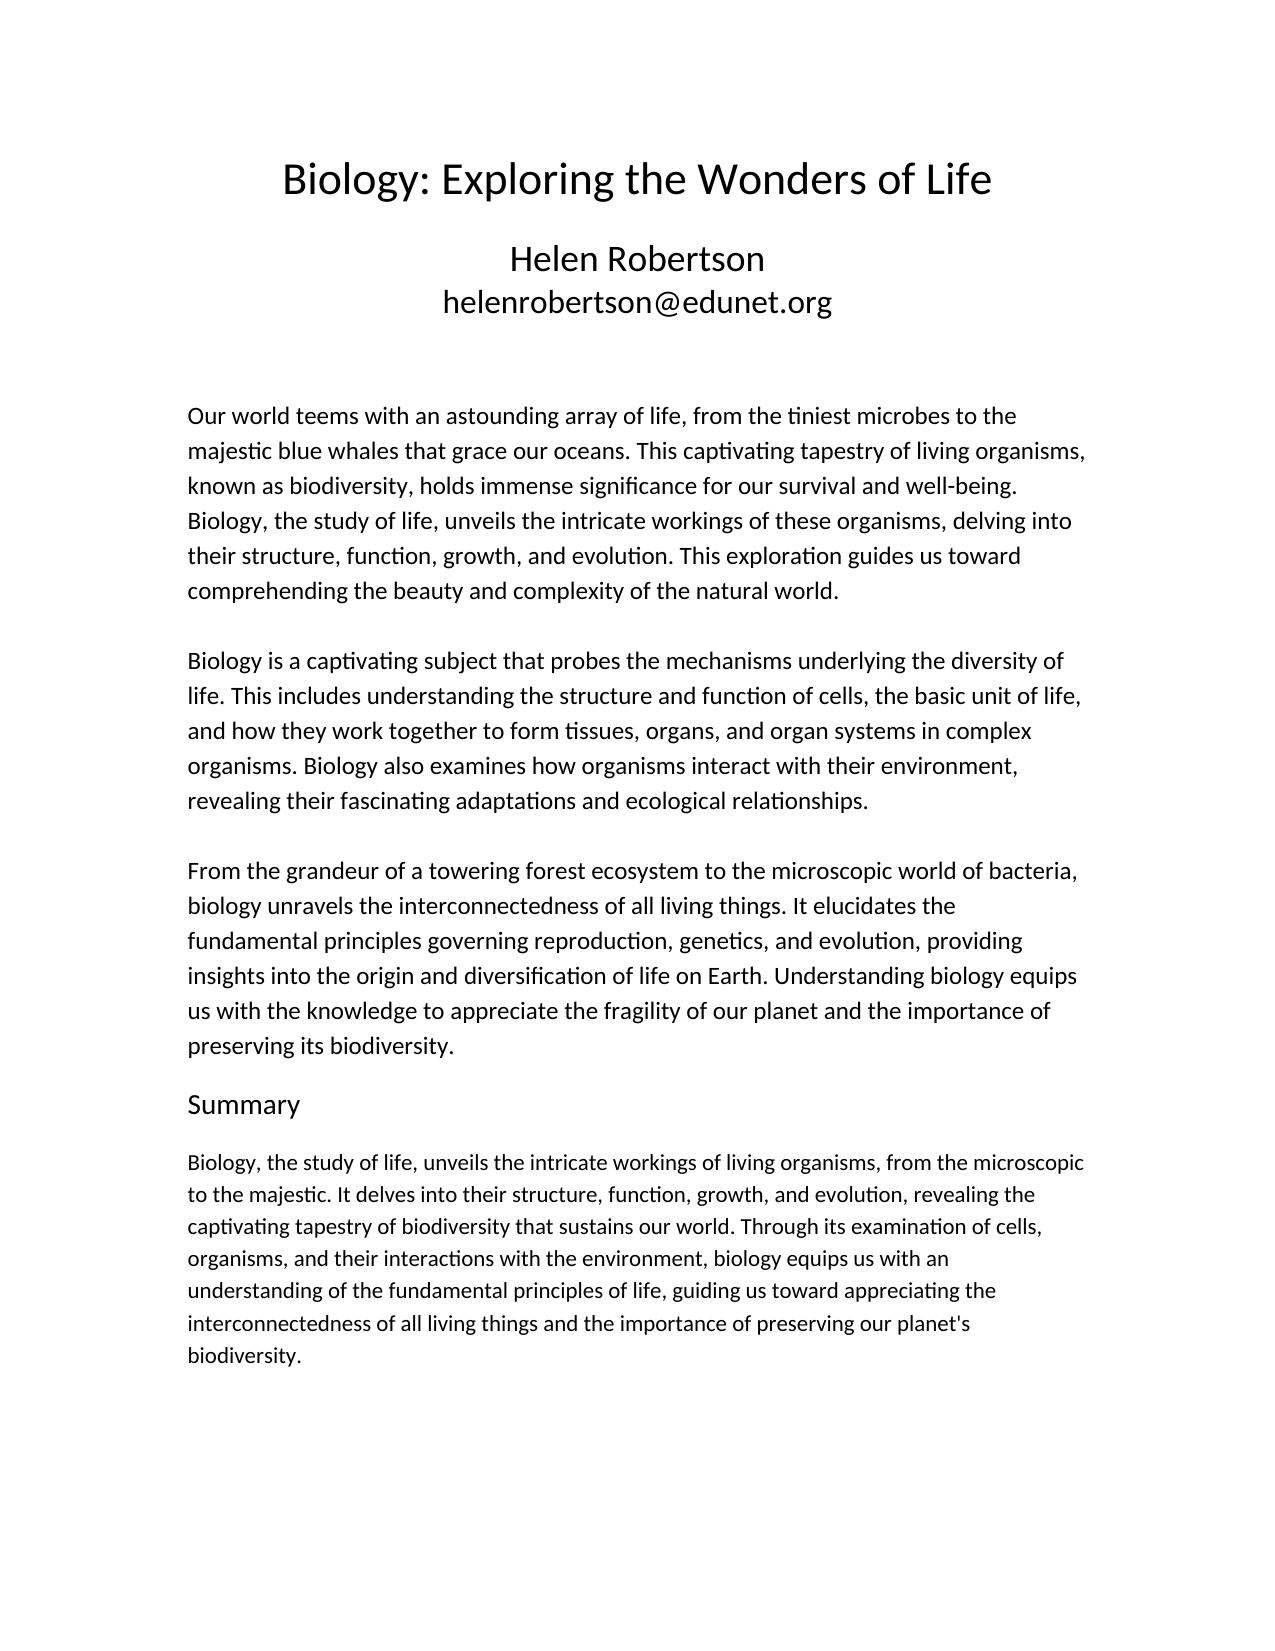 Biology: Exploring the Wonders of Life
Helen Robertson
helenrobertson@edunet.org
Our world teems with an astounding array of life, from the tiniest microbes to the
majestic blue whales that grace our oceans. This captivating tapestry of living organisms,
known as biodiversity, holds immense significance for our survival and well-being.
Biology, the study of life, unveils the intricate workings of these organisms, delving into
their structure, function, growth, and evolution. This exploration guides us toward
comprehending the beauty and complexity of the natural world.
Biology is a captivating subject that probes the mechanisms underlying the diversity of
life. This includes understanding the structure and function of cells, the basic unit of life,
and how they work together to form tissues, organs, and organ systems in complex
organisms. Biology also examines how organisms interact with their environment,
revealing their fascinating adaptations and ecological relationships.
From the grandeur of a towering forest ecosystem to the microscopic world of bacteria,
biology unravels the interconnectedness of all living things. It elucidates the
fundamental principles governing reproduction, genetics, and evolution, providing
insights into the origin and diversification of life on Earth. Understanding biology equips
us with the knowledge to appreciate the fragility of our planet and the importance of
preserving its biodiversity.
Summary
Biology, the study of life, unveils the intricate workings of living organisms, from the microscopic
to the majestic. It delves into their structure, function, growth, and evolution, revealing the
captivating tapestry of biodiversity that sustains our world. Through its examination of cells,
organisms, and their interactions with the environment, biology equips us with an
understanding of the fundamental principles of life, guiding us toward appreciating the
interconnectedness of all living things and the importance of preserving our planet's
biodiversity.